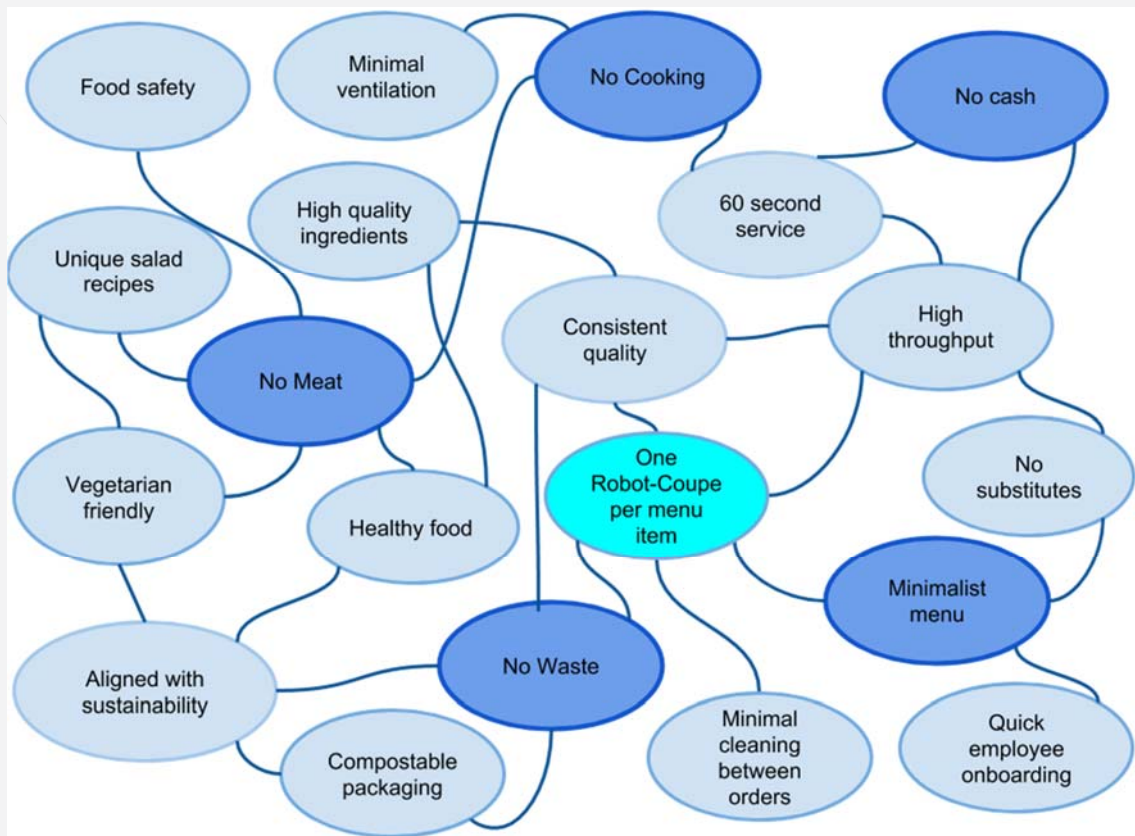 Food safety
Minimal
ventilation
No Cooking
No cash
High quality
ingredients
60 second
service
Unique salad
recipes
Consistent
quality
High
throughput
No Meat
One
Robot-Coupe
per menu
item
No
substitutes
Vegetarian
friendly
Healthy food
Minimalist
menu
Aligned with
sustainability
No Waste
Compostable
packaging
Minimal
cleaning
between
orders
Quick
employee
onboarding